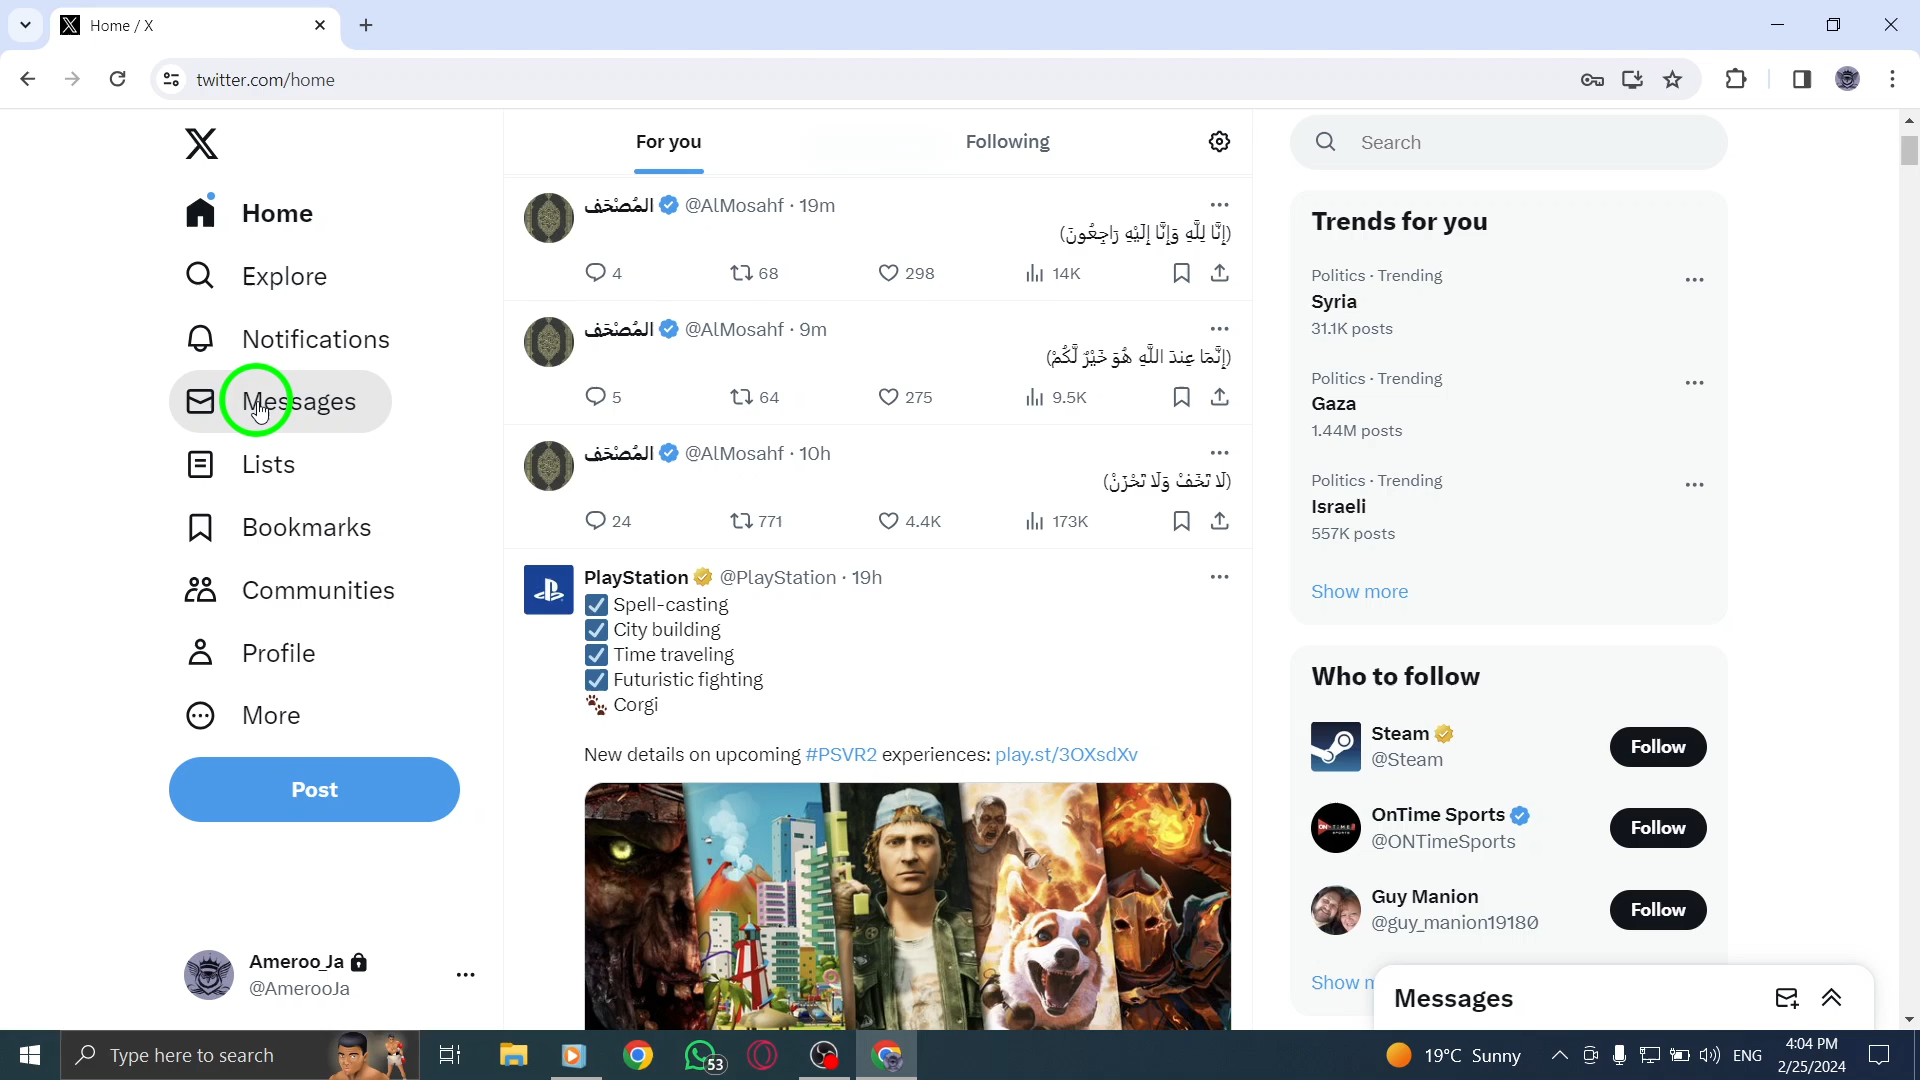 Home / X
twitter.com/home
Home
Explore
Notifications
Messages
Lists
Bookmarks
Communities
Profile
More
Post
Ameroo_Ja
@AmerooJa
For you
Following
المُصْحَف @AlMosahf · 19m
(إِنَّا لِلَّهِ وَإِنَّا إِلَيْهِ رَاجِعُونَ)
4 68 298 14K
المُصْحَف @AlMosahf · 9m
(إِنَّمَا عِندَ اللَّهِ هُوَ خَيْرٌ لَّكُمْ)
5 64 275 9.5K
المُصْحَف @AlMosahf · 10h
(لَا تَخَفْ وَلَا تَحْزَنْ)
24 771 4.4K 173K
PlayStation @PlayStation · 19h
Spell-casting
City building
Time traveling
Futuristic fighting
Corgi
New details on upcoming #PSVR2 experiences: play.st/3OXsdXv
Search
Trends for you
Politics · Trending
Syria
31.1K posts
Politics · Trending
Gaza
1.44M posts
Politics · Trending
Israeli
557K posts
Show more
Who to follow
Steam
@Steam
Follow
OnTime Sports
@ONTimeSports
Follow
Guy Manion
@guy_manion19180
Follow
Show
Messages
Type here to search
53
19°C Sunny
ENG
4:04 PM
2/25/2024